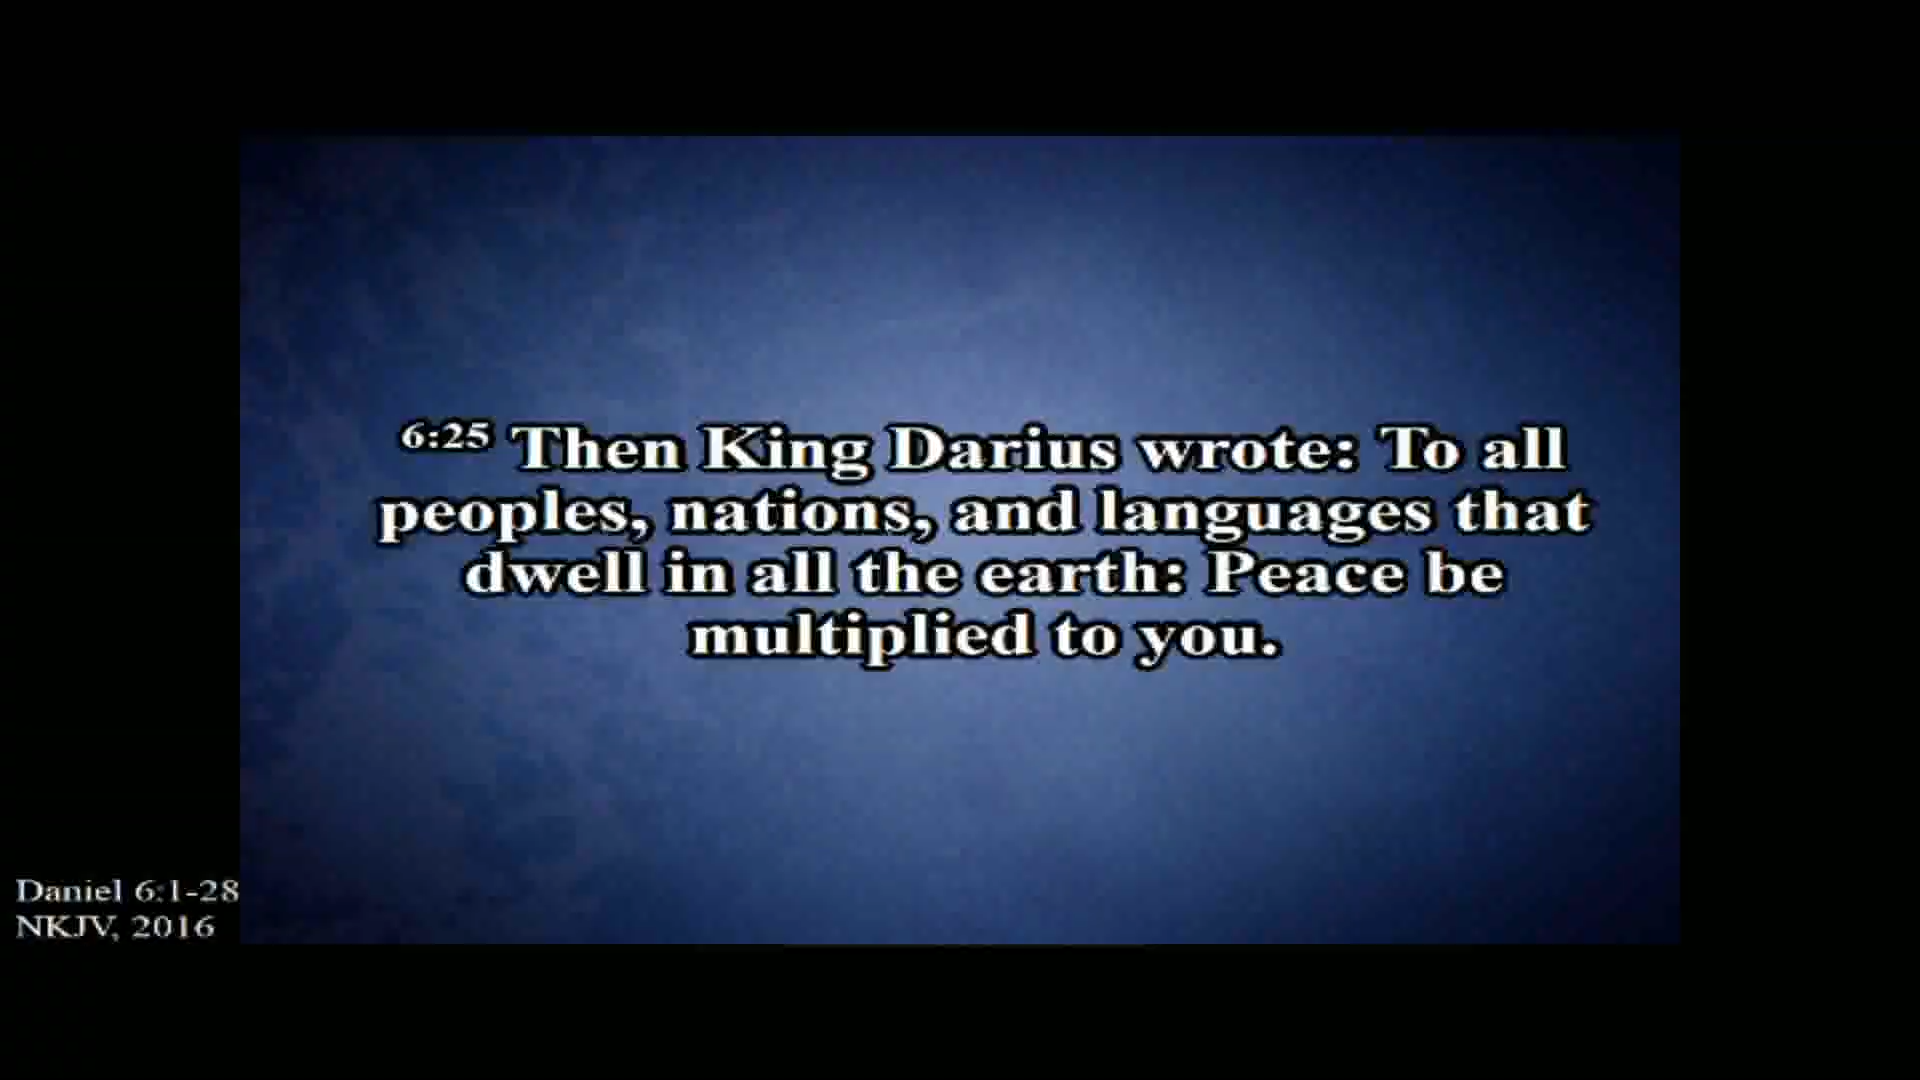 6:25 Then King Darius wrote: To all
peoples, nations, and languages that
dwell in all the earth: Peace be
multiplied to you.
Daniel 6:1-28
NKJV, 2016